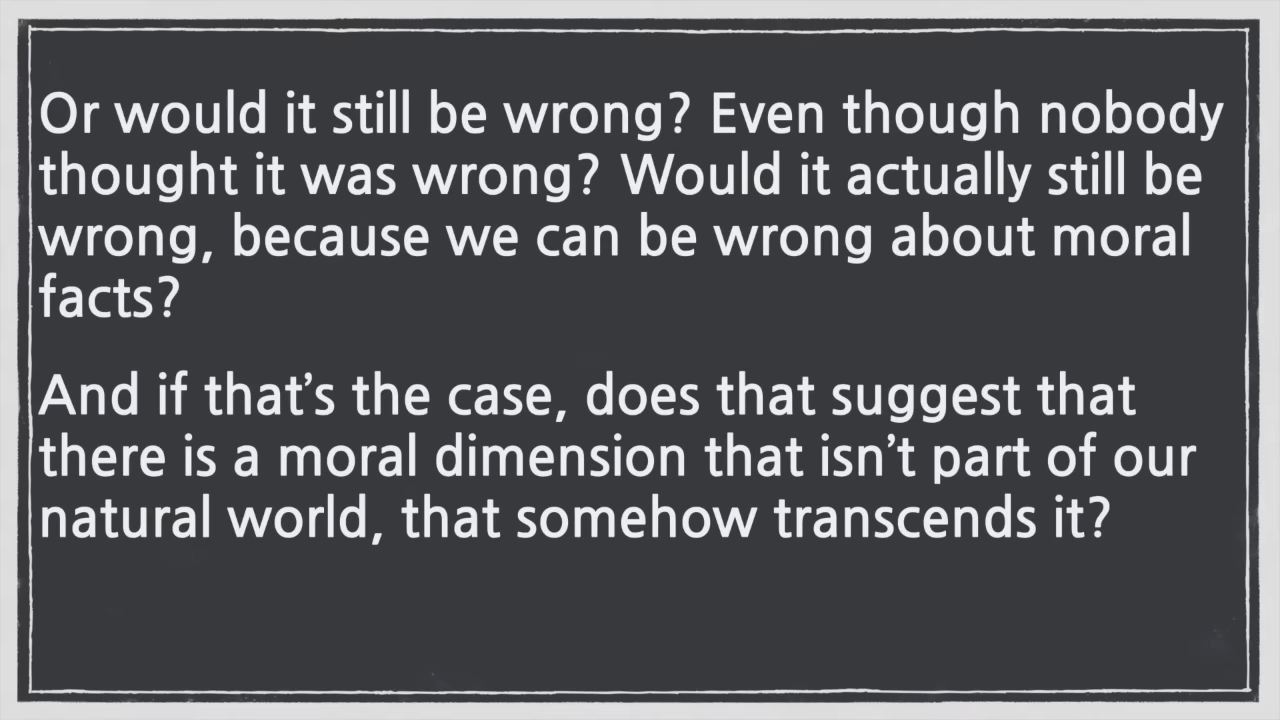 Or would it still be wrong? Even though nobody
thought it was wrong? Would it actually still be
wrong, because we can be wrong about moral
facts?
And if that’s the case, does that suggest that
there is a moral dimension that isn’t part of our
natural world, that somehow transcends it?